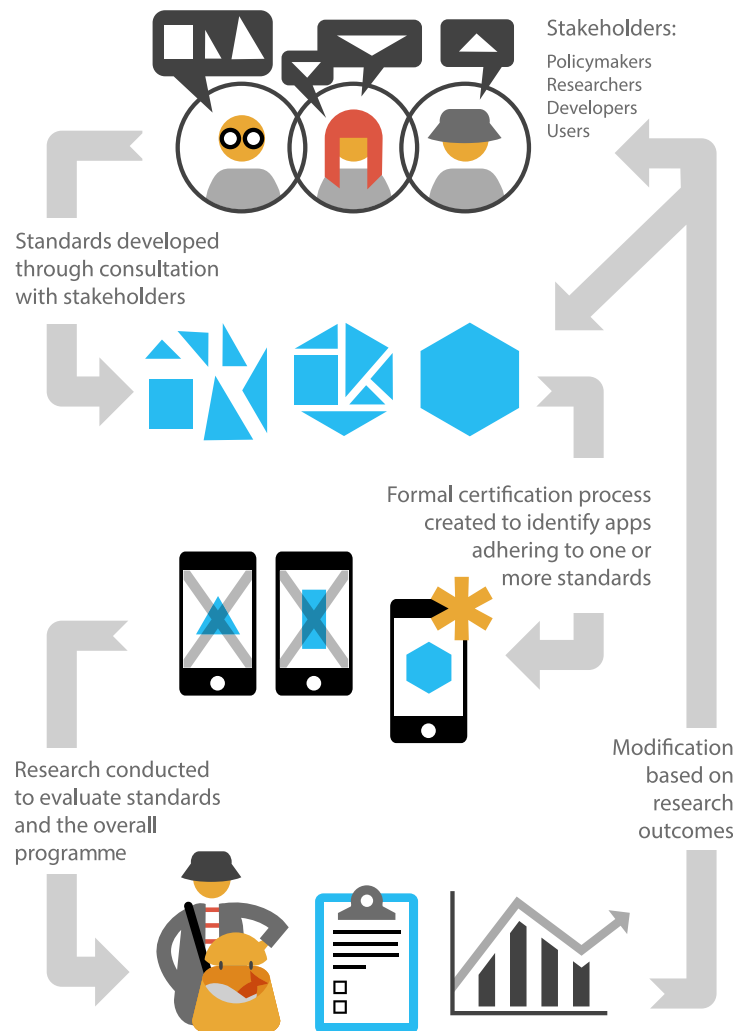 Stakeholders:
Policymakers
Researchers
Developers
Users
Standards developed
through consultation
with stakeholders
Formal certification process
created to identify apps
adhering to one or
more standards
Research conducted
to evaluate standards
and the overall
programme
Modification
based on
research
outcomes